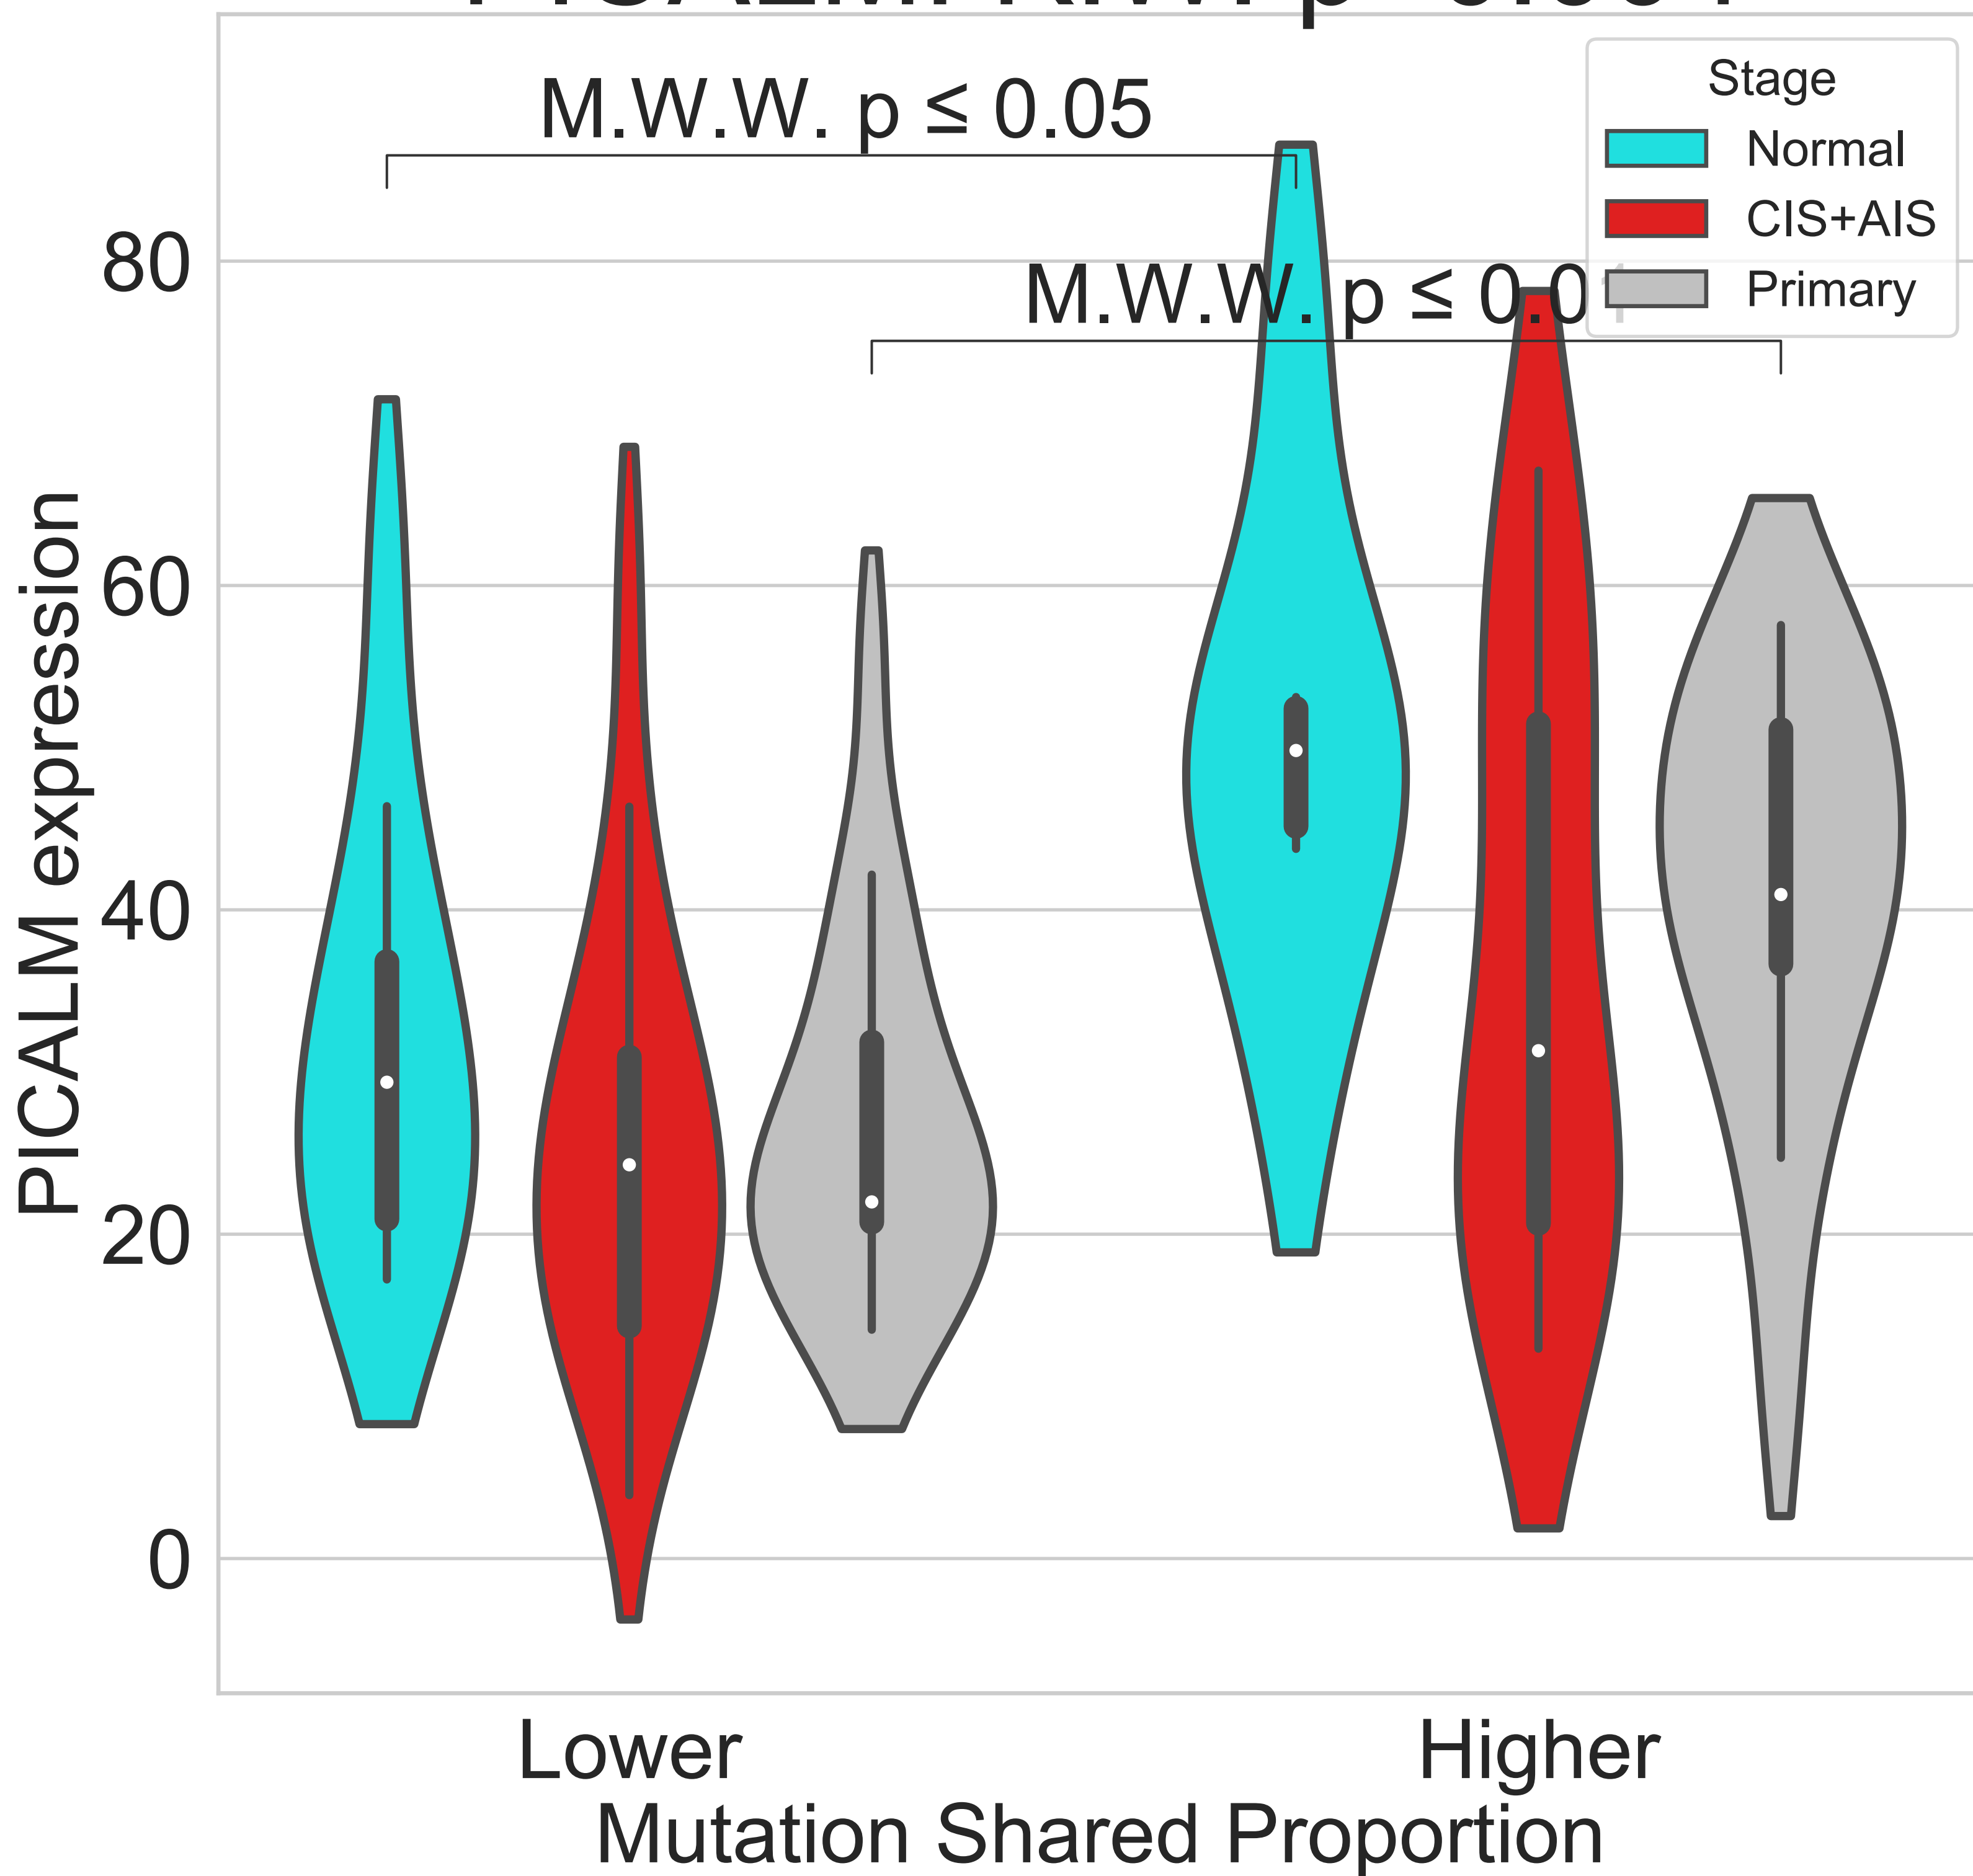 M.W.W. p ≤ 0.05
Stage
Normal
CIS+AIS
Primary
M.W.W. p ≤ 0.01
80
60
40
20
0
PICALM expression
Lower
Higher
Mutation Shared Proportion